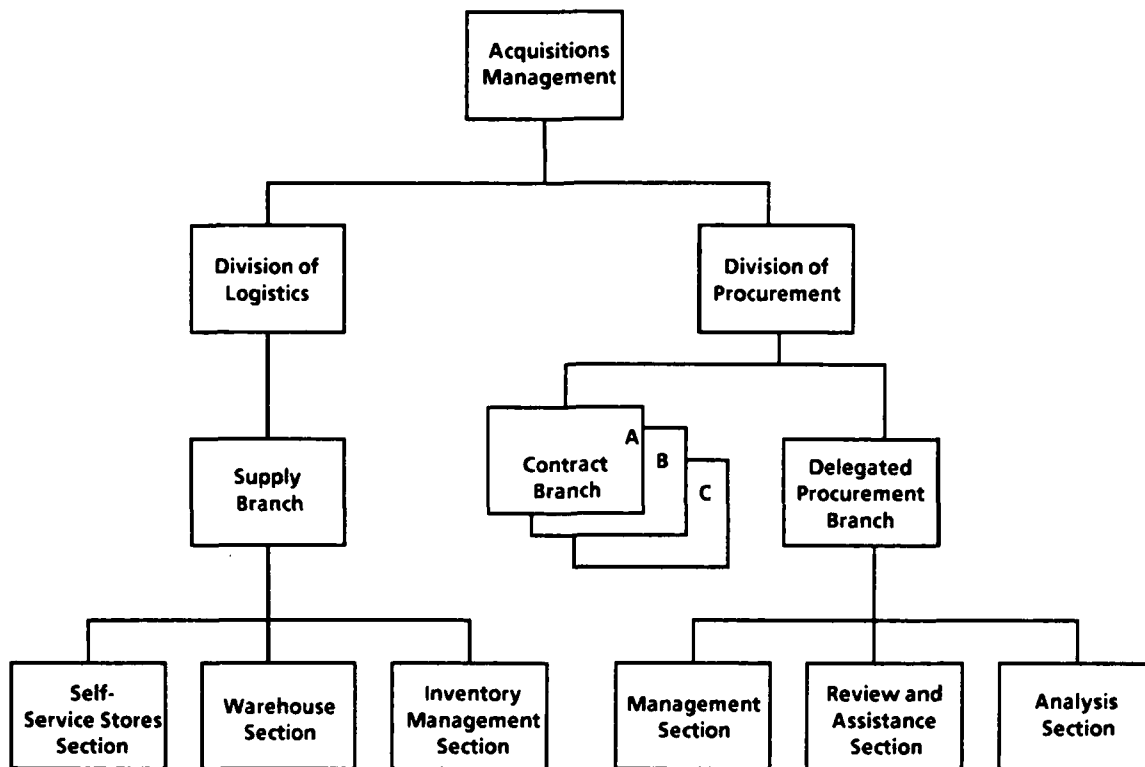 Acquisitions
Management
Division of
Logistics
Division of
Procurement
Supply
Branch
A
Contract
Branch
B
C
Delegated
Procurement
Branch
Self-
Service Stores
Section
Warehouse
Section
Inventory
Management
Section
Management
Section
Review and
Assistance
Section
Analysis
Section